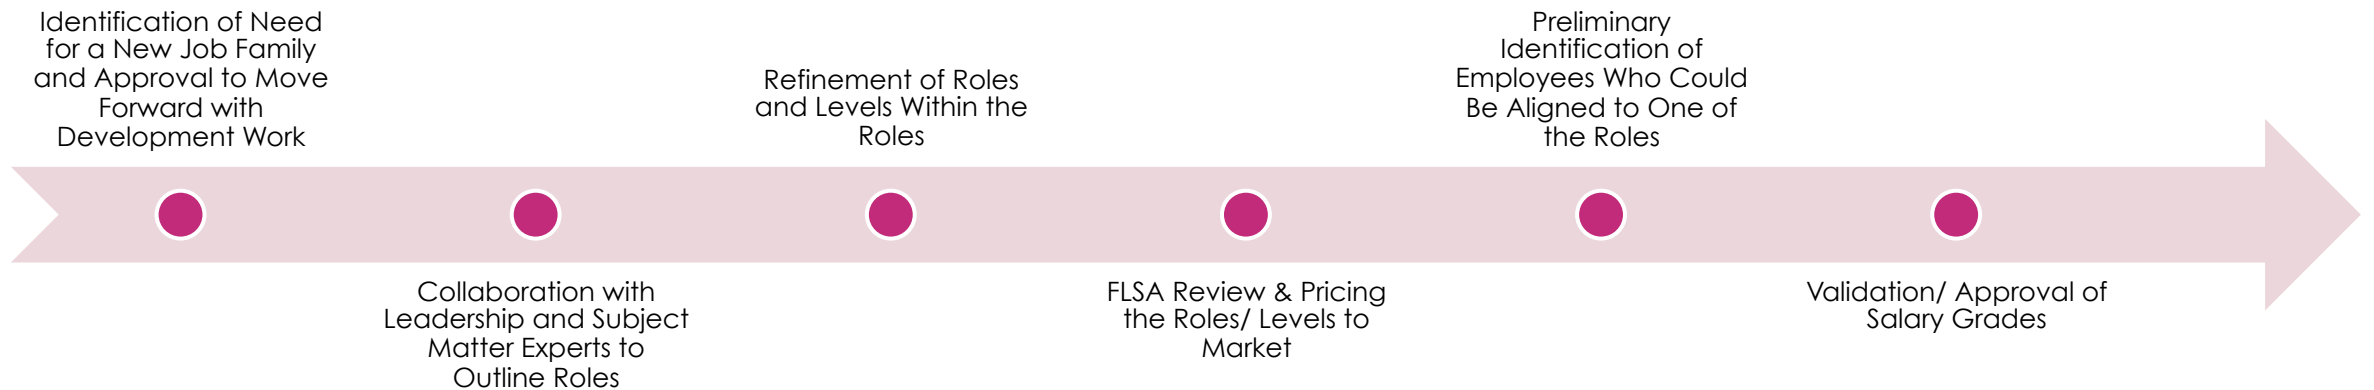 Identification of Need
for a New Job Family
and Approval to Move
Forward with
Development Work
Collaboration with
Leadership and Subject
Matter Experts to
Outline Roles
Refinement of Roles
and Levels Within the
Roles
FLSA Review & Pricing
the Roles/ Levels to
Market
Preliminary
Identification of
Employees Who Could
Be Aligned to One of
the Roles
Validation/ Approval of
Salary Grades